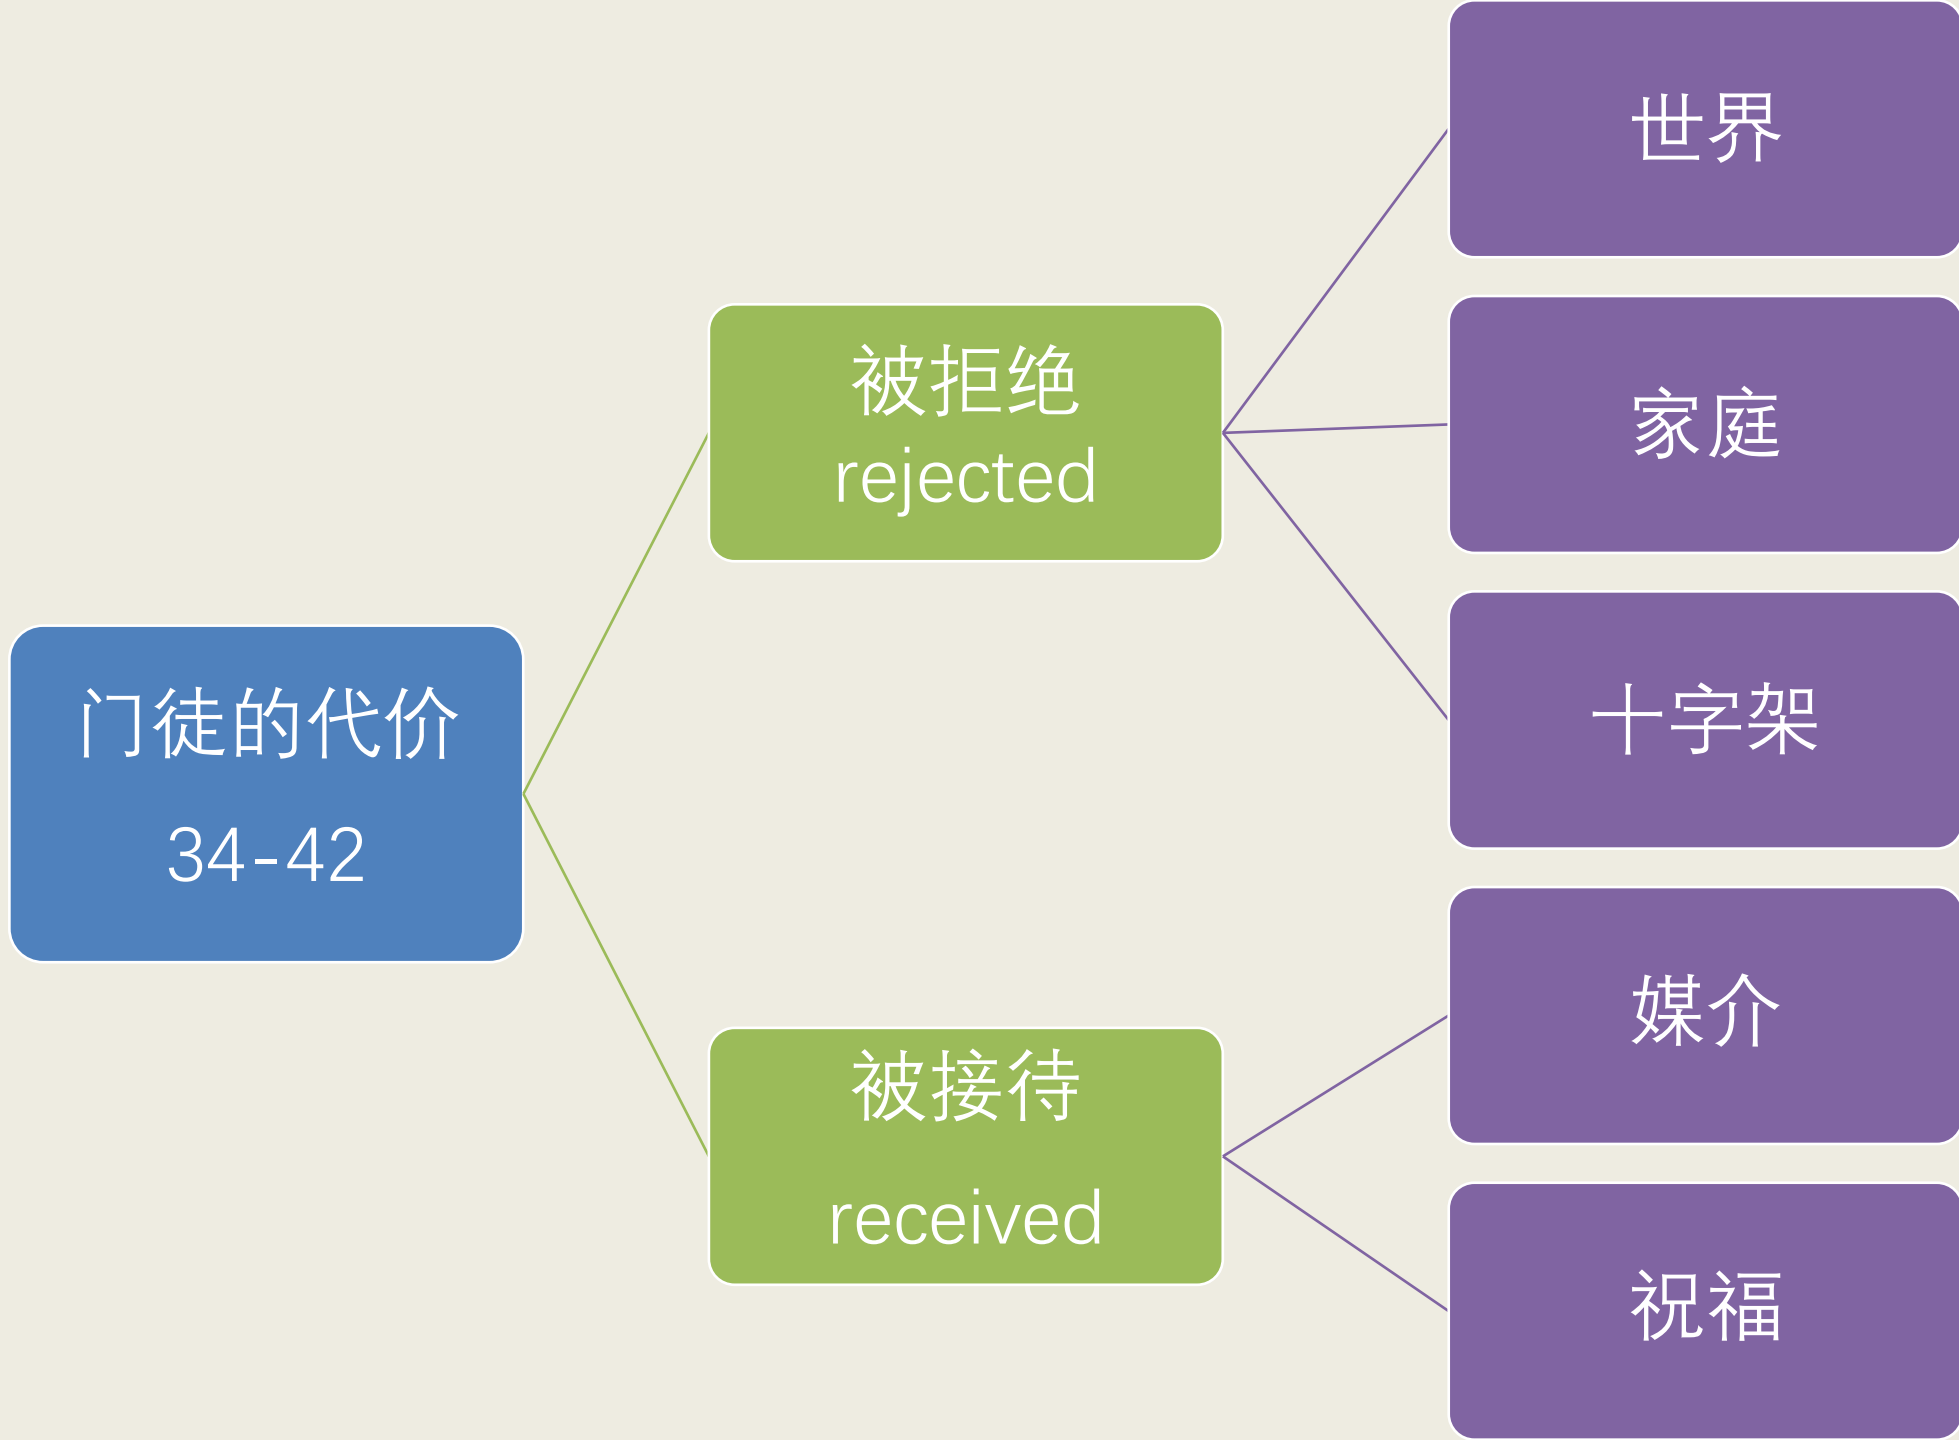 门徒的代价
34-42
被拒绝
rejected
世界
家庭
十字架
被接待
received
媒介
祝福